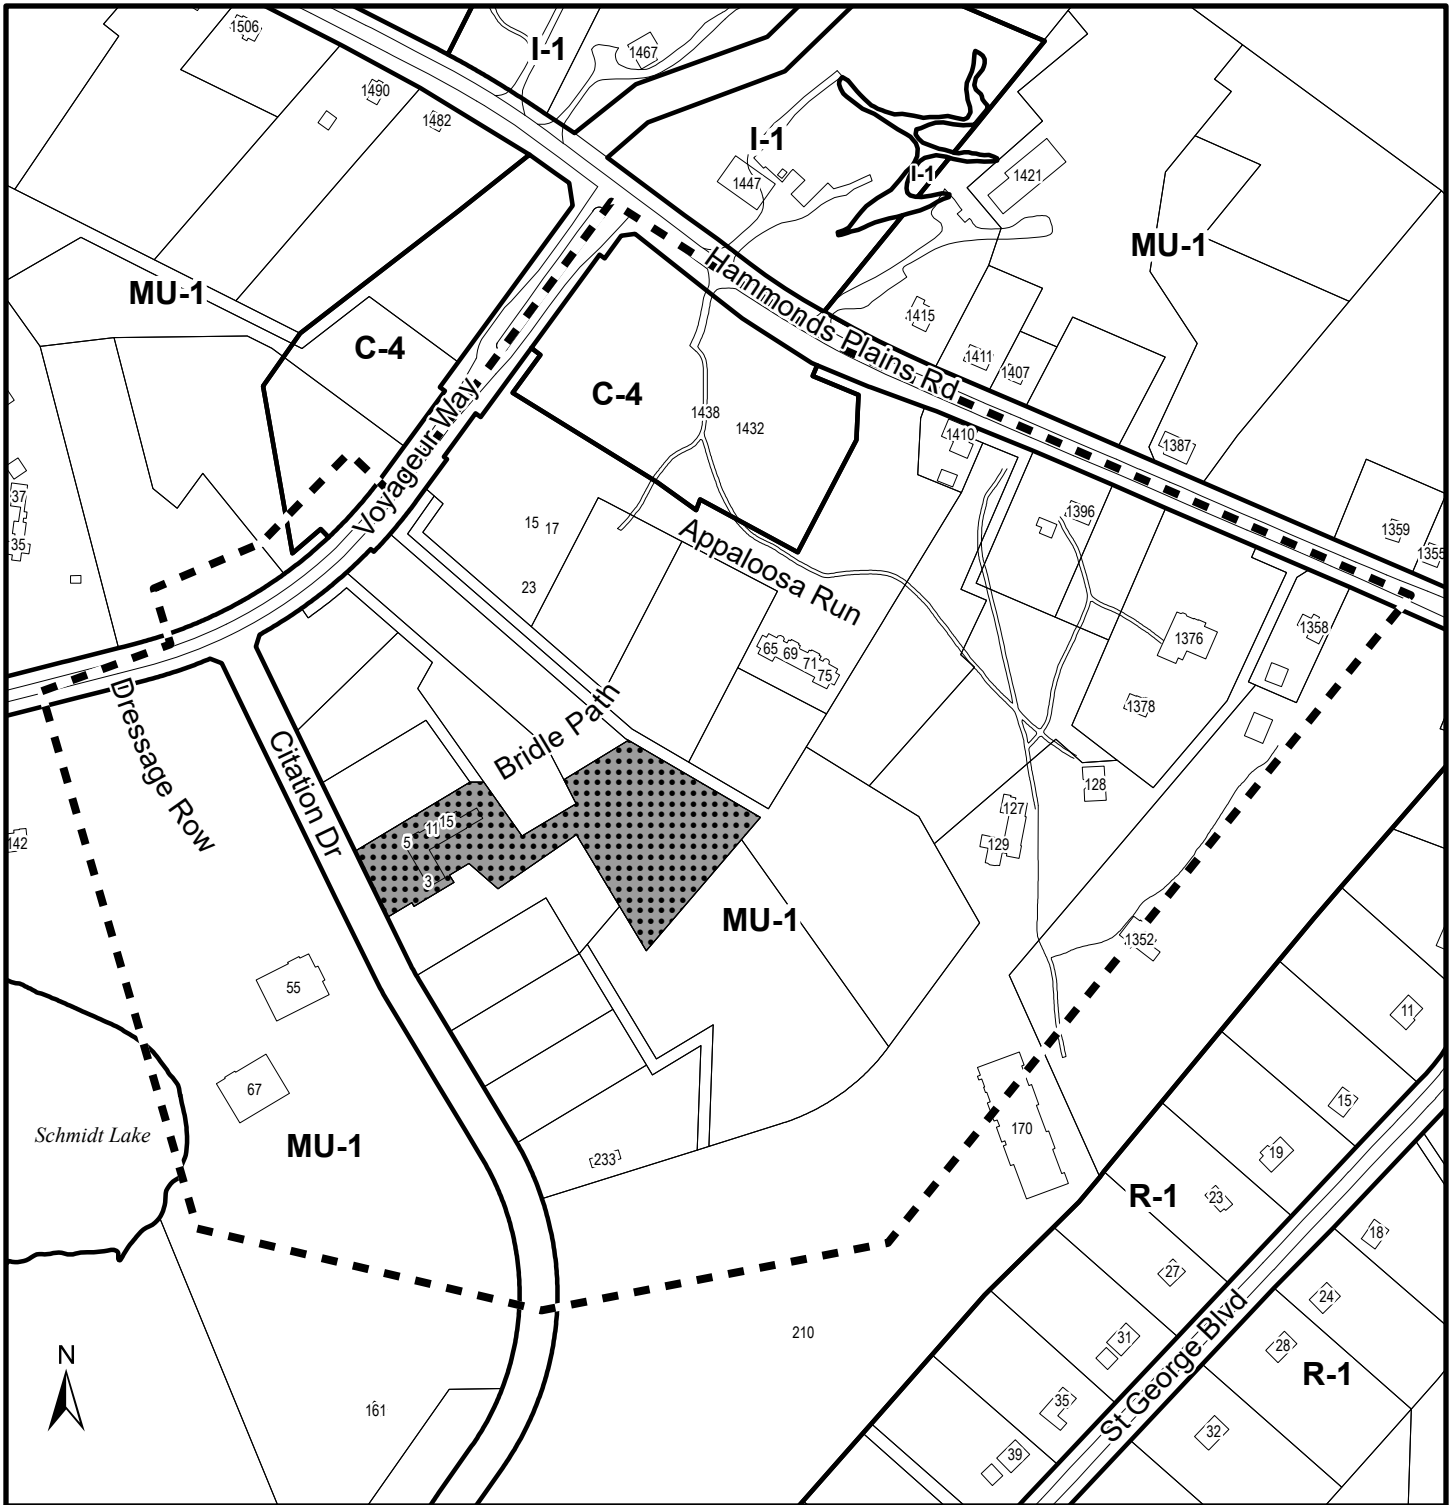 1506
I-1
1467
1490
1482
I-1
1447
I-1
1421
MU-1
MU-1
Hammonds Plains Rd
C-4
1415
1411
1407
C-4
Voyageur Way
1438
1432
1410
1387
37
35
15
17
1396
1359
1355
Appaloosa Run
23
65
69
71
75
1376
1358
1378
Dressage Row
Citation Dr
Bridle Path
128
127
129
142
5
11
15
3
MU-1
1352
55
11
67
15
Schmidt Lake
MU-1
170
19
233
R-1
23
18
27
24
210
31
28
St George Blvd
R-1
N
161
35
32
39